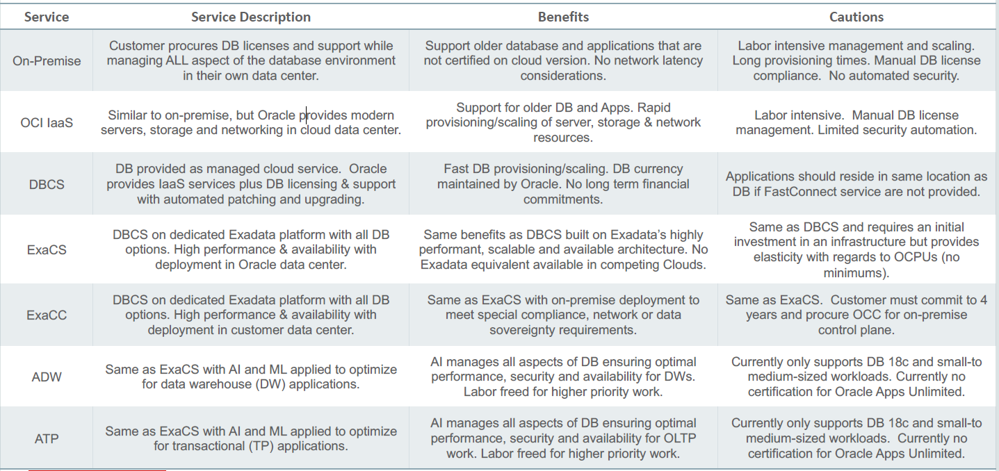 Service Service Description Benefits Cautions
On-Premise
Customer procures DB licenses and support while
managing ALL aspect of the database environment
in their own data center.
Support older database and applications that are
not certified on cloud version. No network latency
considerations.
Labor intensive management and scaling.
Long provisioning times. Manual DB license
compliance. No automated security.
OCI IaaS
Similar to on-premise, but Oracle provides modern
servers, storage and networking in cloud data center.
Support for older DB and Apps. Rapid
provisioning/scaling of server, storage & network
resources.
Labor intensive. Manual DB license
management. Limited security automation.
DBCS
DB provided as managed cloud service. Oracle
provides IaaS services plus DB licensing & support
with automated patching and upgrading.
Fast DB provisioning/scaling. DB currency
maintained by Oracle. No long term financial
commitments.
Applications should reside in same location as
DB if FastConnect service are not provided.
ExaCS
DBCS on dedicated Exadata platform with all DB
options. High performance & availability with
deployment in Oracle data center.
Same benefits as DBCS built on Exadata's highly
performant, scalable and available architecture. No
Exadata equivalent available in competing Clouds.
Same as DBCS and requires an initial
investment in an infrastructure but provides
elasticity with regards to OCPUs (no
minimums).
ExaCC
DBCS on dedicated Exadata platform with all DB
options. High performance & availability with
deployment in customer data center.
Same as ExaCS with on-premise deployment to
meet special compliance, network or data
sovereignty requirements.
Same as ExaCS. Customer must commit to 4
years and procure OCC for on-premise
control plane.
ADW
Same as ExaCS with AI and ML applied to optimize
for data warehouse (DW) applications.
AI manages all aspects of DB ensuring optimal
performance, security and availability for DWs.
Labor freed for higher priority work.
Currently only supports DB 18c and small-to
medium-sized workloads. Currently no
certification for Oracle Apps Unlimited.
ATP
Same as ExaCS with AI and ML applied to optimize
for transactional (TP) applications.
AI manages all aspects of DB ensuring optimal
performance, security and availability for OLTP
work. Labor freed for higher priority work.
Currently only supports DB 18c and small-to
medium-sized workloads. Currently no
certification for Oracle Apps Unlimited.